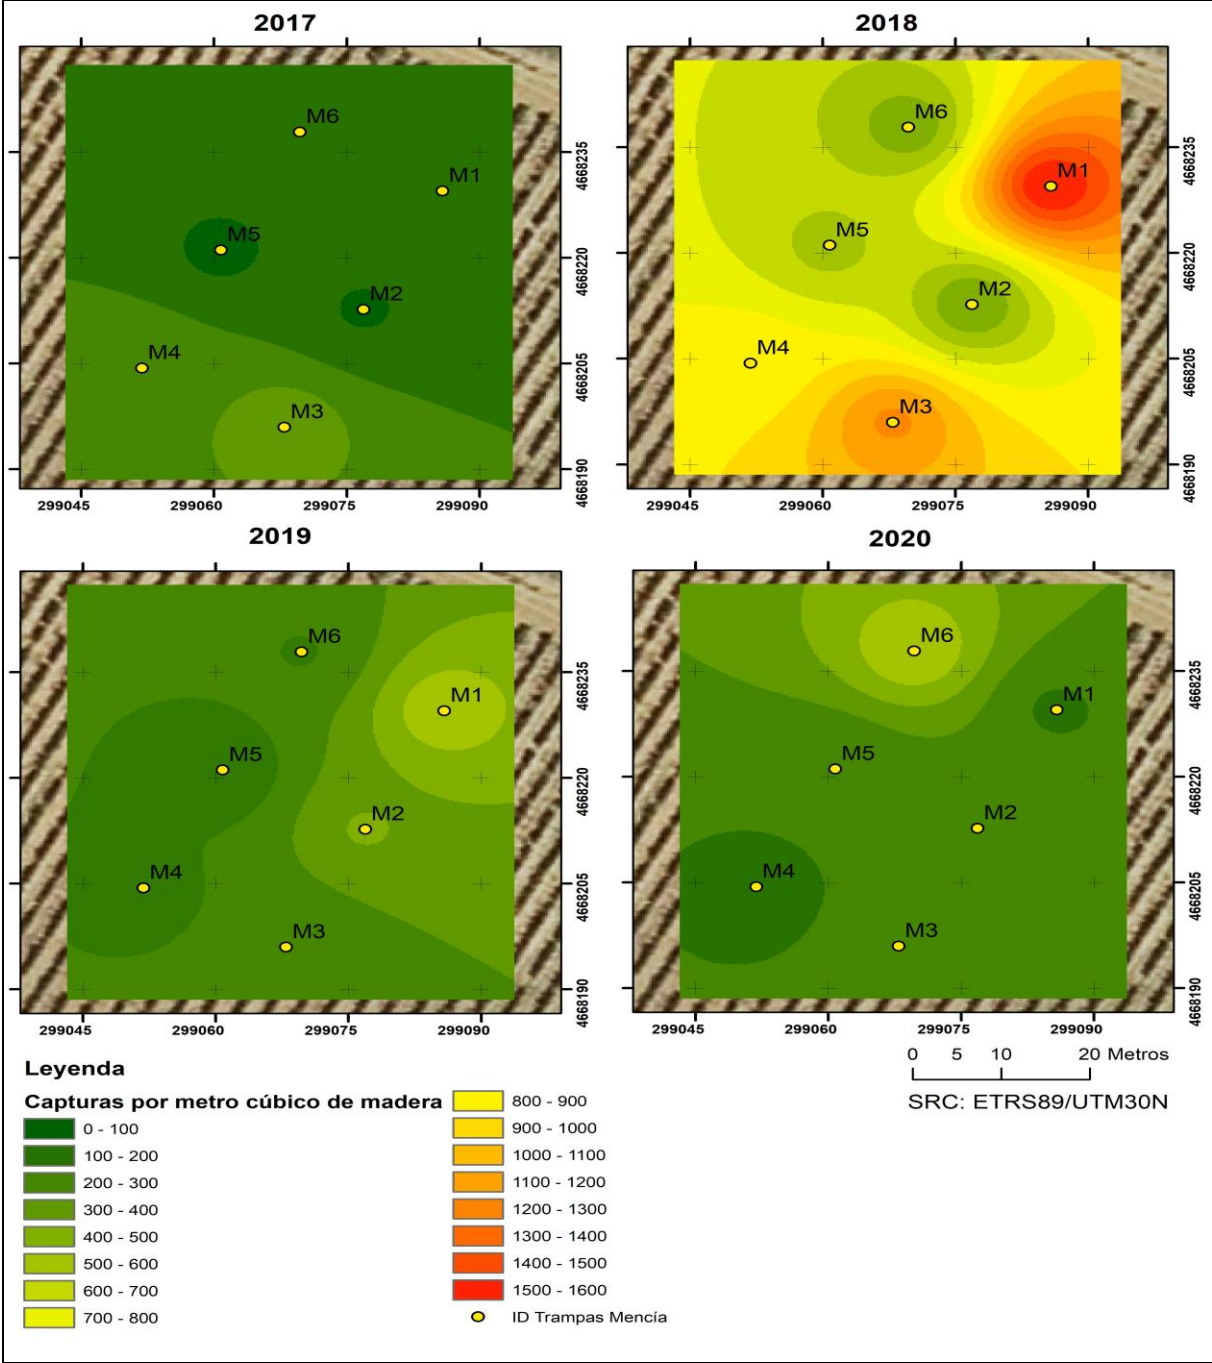 2017
2018
M6
M1
M5
M2
M4
M3
4668235
4668220
4668205
4668190
299045
299060
299075
299090
M6
M1
M5
M2
M4
M3
4668235
4668220
4668205
4668190
299045
299060
299075
299090
2019
2020
M6
M1
M5
M2
M4
M3
4668235
4668220
4668205
4668190
299045
299060
299075
299090
M6
M1
M5
M2
M4
M3
4668235
4668220
4668205
4668190
299045
299060
299075
299090
0 5 10 20 Metros
SRC: ETRS89/UTM30N
Leyenda
Capturas por metro cúbico de madera
0 - 100
100 - 200
200 - 300
300 - 400
400 - 500
500 - 600
600 - 700
700 - 800
800 - 900
900 - 1000
1000 - 1100
1100 - 1200
1200 - 1300
1300 - 1400
1400 - 1500
1500 - 1600
ID Trampas Mencía